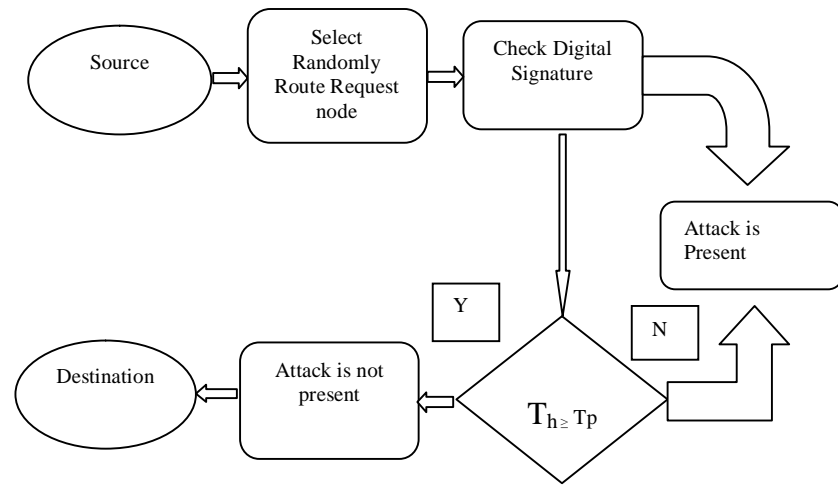 Source
Select
Randomly
Route Request
node
Check Digital
Signature
Attack is
Present
Y
N
Destination
Attack is not
present
Th ≥ Tp